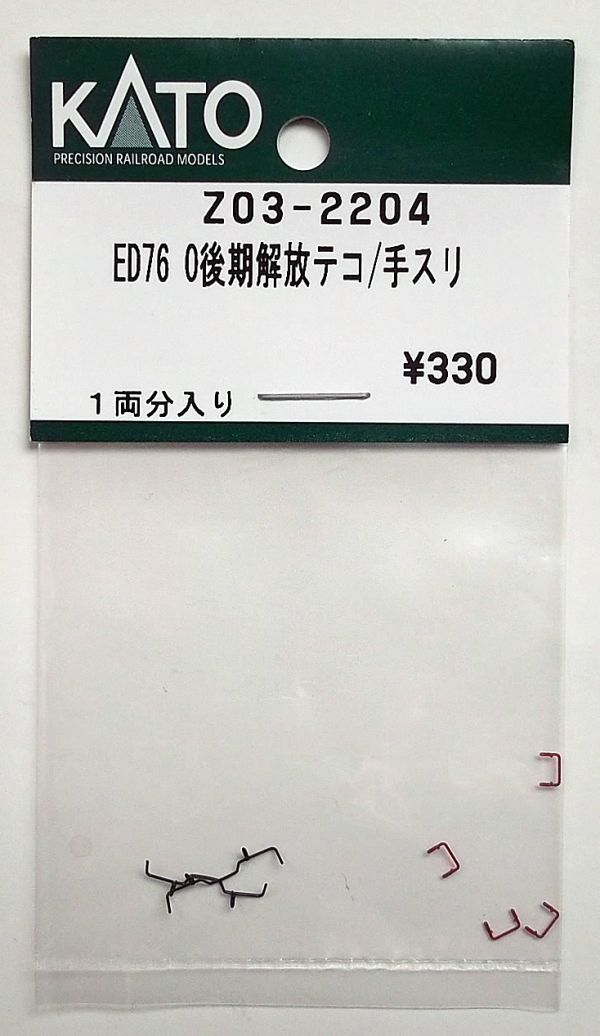 KATO
PRECISION RAILROAD MODELS
Z03-2204
ED76 0後期解放テコ/手スリ
¥330
1両分入り